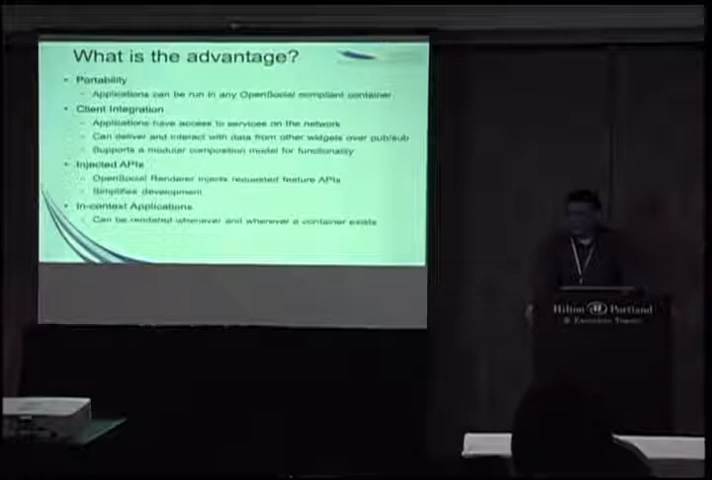 What is the advantage?
• Portability
– Applications can be run in any OpenSocial compliant container
• Client Integration
– Applications have access to services on the network
– Can deliver and interact with data from other widgets over pub/sub
– Supports a modular composition model for functionality
• Injected APIs
– OpenSocial Renderer injects requested feature APIs
– Simplifies development
• In-context Applications
– Can be rendered whenever and wherever a container exists
Hilton Portland
& Executive Tower